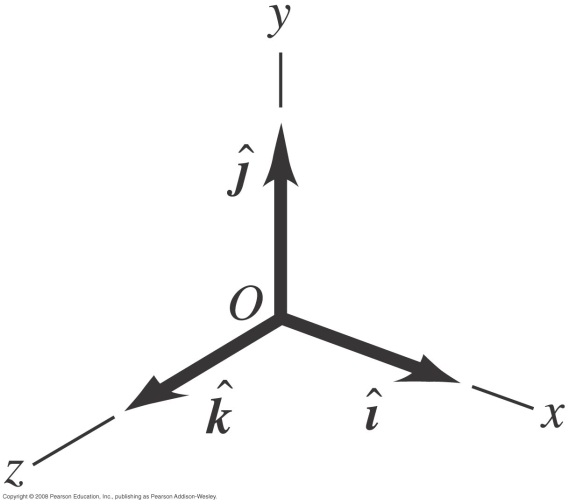 y
ĵ
O
k̂
î
x
z
Copyright © 2008 Pearson Education, Inc., publishing as Pearson Addison-Wesley.